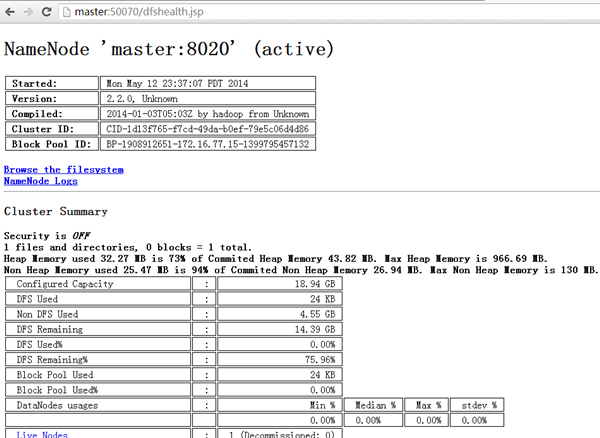 master:50070/dfshealth.jsp
NameNode 'master:8020' (active)
Started: Mon May 12 23:37:07 PDT 2014
Version: 2.2.0, Unknown
Compiled: 2014-01-03T05:03Z by hadoop from Unknown
Cluster ID: CID-1d13f765-f7cd-49da-b0ef-79e5c06d4d86
Block Pool ID: BP-1908912651-172.16.77.15-1399795457132
Browse the filesystem
NameNode Logs
Cluster Summary
Security is OFF
1 files and directories, 0 blocks = 1 total.
Heap Memory used 32.27 MB is 73% of Commited Heap Memory 43.82 MB. Max Heap Memory is 966.69 MB.
Non Heap Memory used 25.47 MB is 94% of Commited Non Heap Memory 26.94 MB. Max Non Heap Memory is 130 MB.
Configured Capacity : 18.94 GB
DFS Used : 24 KB
Non DFS Used : 4.55 GB
DFS Remaining : 14.39 GB
DFS Used% : 0.00%
DFS Remaining% : 75.96%
Block Pool Used : 24 KB
Block Pool Used% : 0.00%
DataNodes usages : Min % Median % Max % stdev %
0.00% 0.00% 0.00% 0.00%
Live Nodes : 1 (Decommissioned: 0)